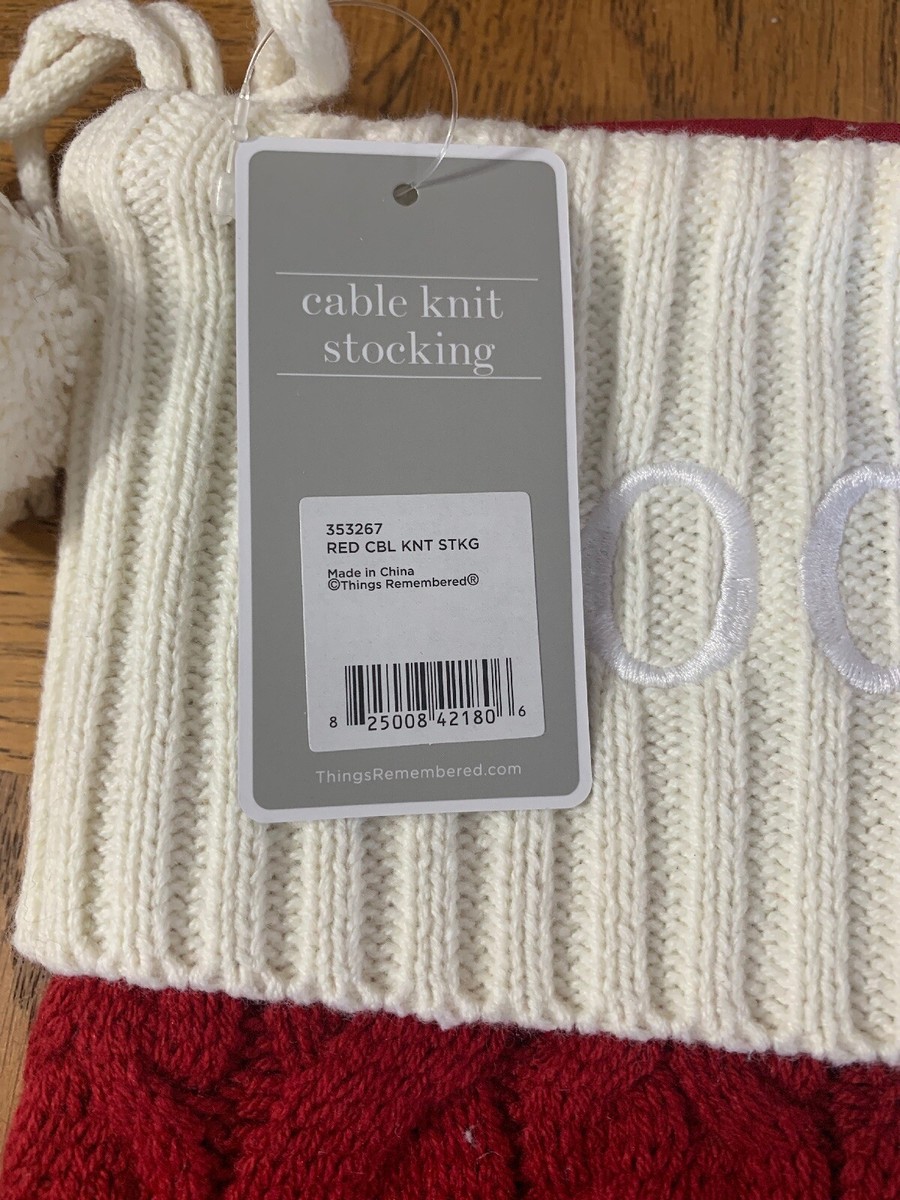 cable knit
stocking
353267
RED CBL KNT STKG
Made in China
©Things Remembered®
8 25008 42180 6
ThingsRemembered.com